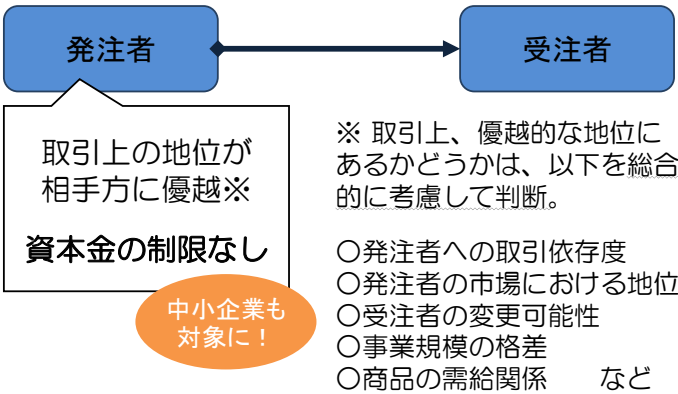 発注者
受注者
取引上の地位が
相手方に優越※
資本金の制限なし
中小企業も
対象に！
※ 取引上、優越的な地位に
あるかどうかは、以下を総合
的に考慮して判断。
〇発注者への取引依存度
〇発注者の市場における地位
〇受注者の変更可能性
〇事業規模の格差
〇商品の需給関係　　など